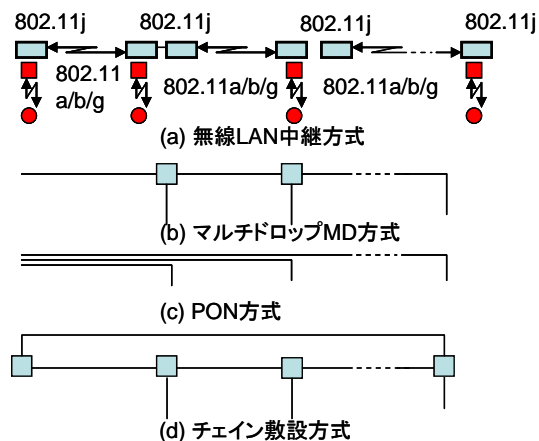 802.11j 802.11j 802.11j 802.11j
802.11 a/b/g 802.11a/b/g 802.11a/b/g
(a) 無線LAN中継方式
(b) マルチドロップMD方式
(c) PON方式
(d) チェイン敷設方式